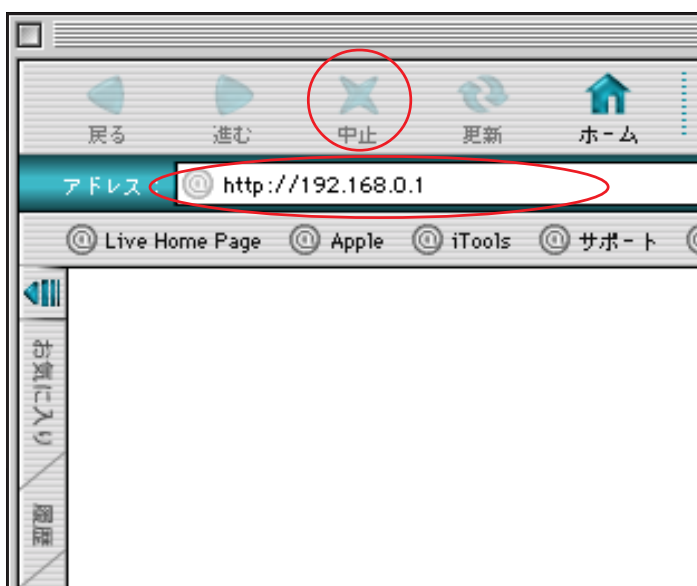 戻る 進む 中止 更新 ホーム
アドレス : @ http://192.168.0.1
@ Live Home Page @ Apple @ iTools @ サポート @
お気に入り
履歴